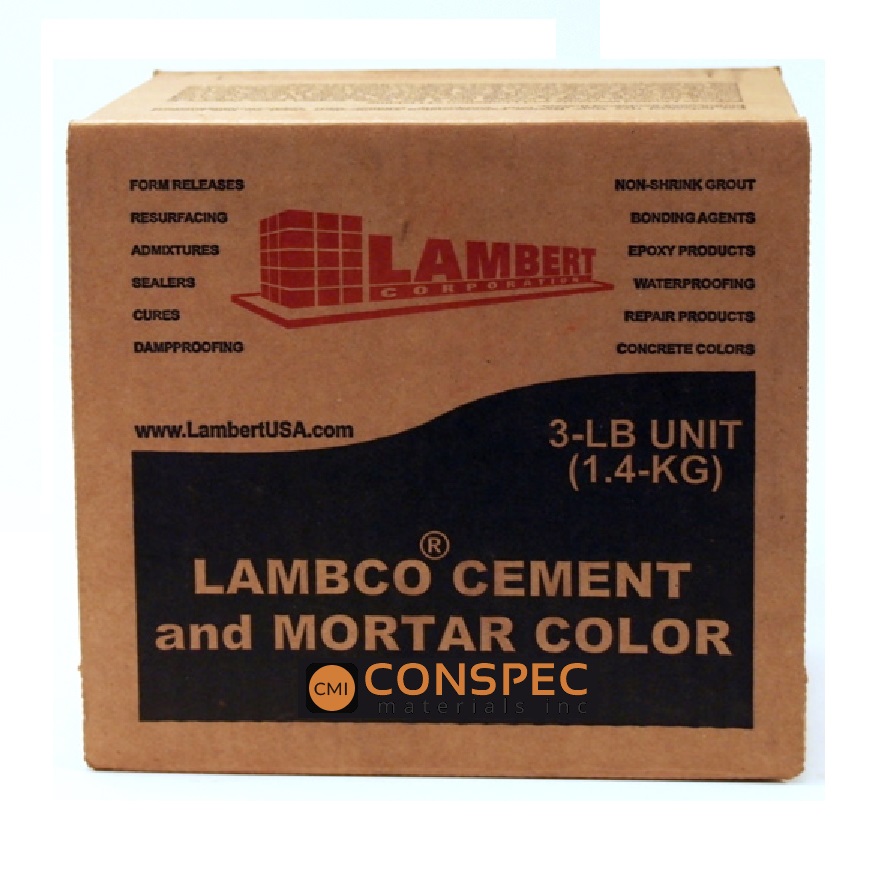 FORM RELEASES
RESURFACING
ADMIXTURES
SEALERS
CURES
DAMPPROOFING
LAMBERT
CORPORATION
NON-SHRINK GROUT
BONDING AGENTS
EPOXY PRODUCTS
WATERPROOFING
REPAIR PRODUCTS
CONCRETE COLORS
www.LambertUSA.com
3-LB UNIT
(1.4-KG)
LAMBCO® CEMENT
and MORTAR COLOR
CMI CONSPEC
materials inc